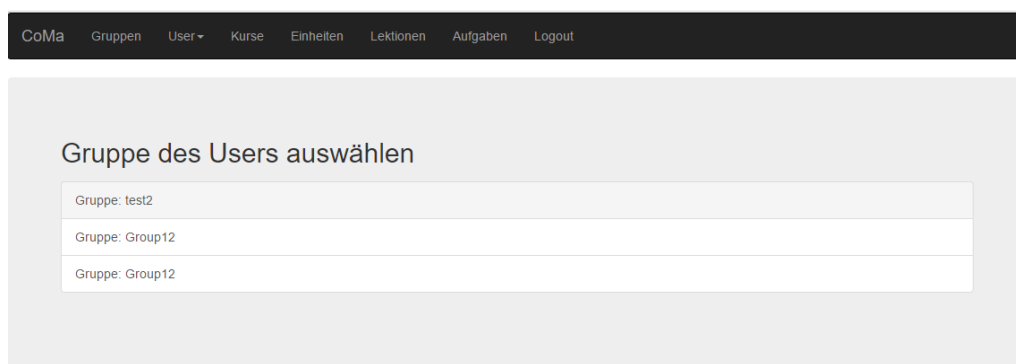 CoMa Gruppen User Kurse Einheiten Lektionen Aufgaben Logout
Gruppe des Users auswählen
Gruppe: test2
Gruppe: Group12
Gruppe: Group12